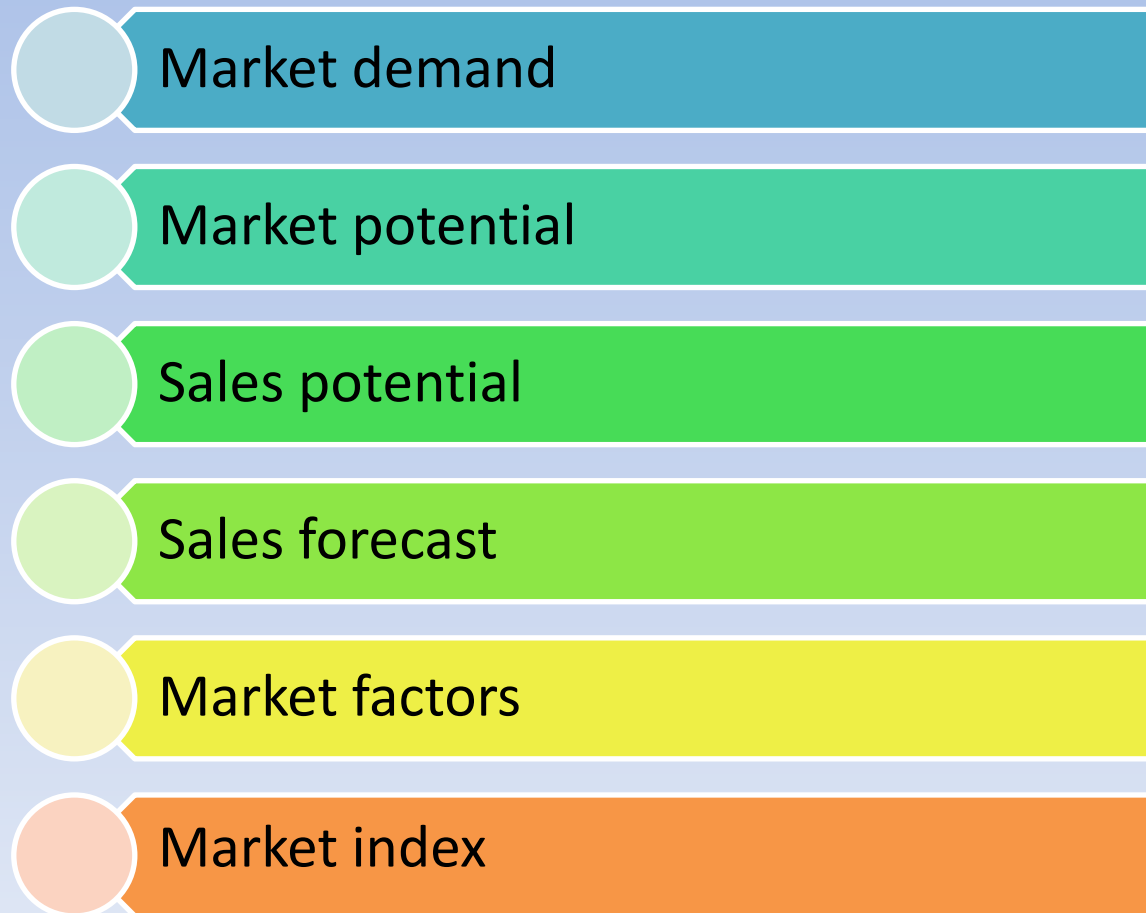 Market demand
Market potential
Sales potential
Sales forecast
Market factors
Market index